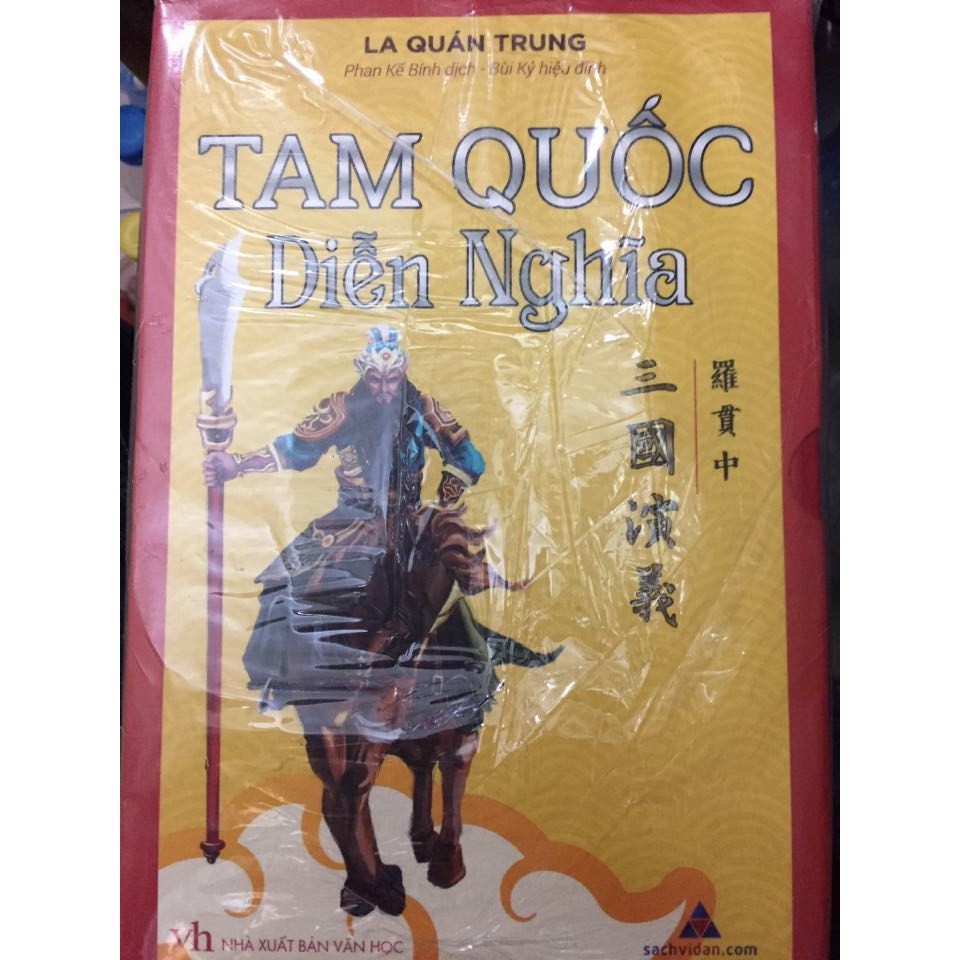 LA QUÁN TRUNG
Phan Kế Bính dịch - Bùi Kỷ hiệu đính
TAM QUỐC
Diễn Nghĩa
三國演義
羅貫中
vh NHÀ XUẤT BẢN VĂN HỌC
sachvidan.com